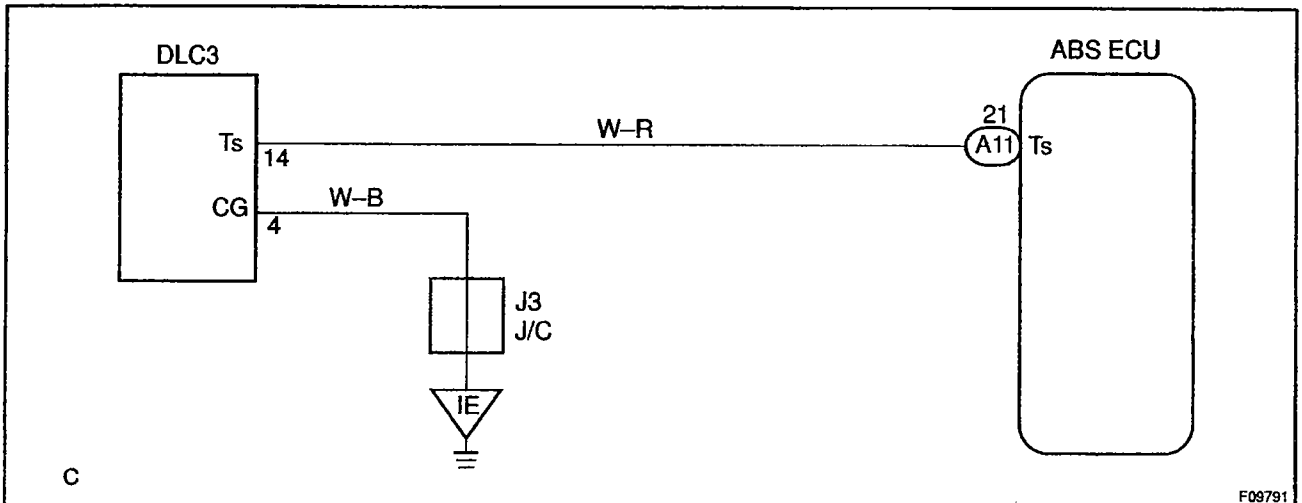 DLC3
ABS ECU
Ts
14
W–R
21
A11
Ts
CG
4
W–B
J3
J/C
IE
C
F09791